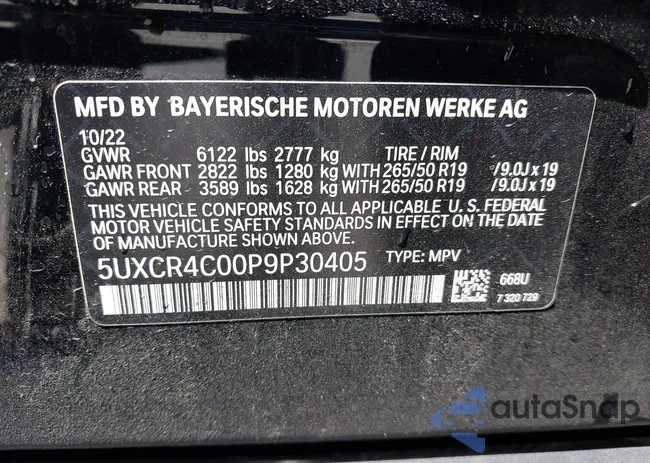 MFD BY BAYERISCHE MOTOREN WERKE AG
10/22
GVWR 6122 lbs 2777 kg TIRE / RIM
GAWR FRONT 2822 lbs 1280 kg WITH 265/50 R19 / 9.0J x 19
GAWR REAR 3589 lbs 1628 kg WITH 265/50 R19 / 9.0J x 19
THIS VEHICLE CONFORMS TO ALL APPLICABLE U. S. FEDERAL
MOTOR VEHICLE SAFETY STANDARDS IN EFFECT ON THE DATE
OF MANUFACTURE SHOWN ABOVE.
5UXCR4C00P9P30405 TYPE: MPV
668U
7 320 729
autoSnap